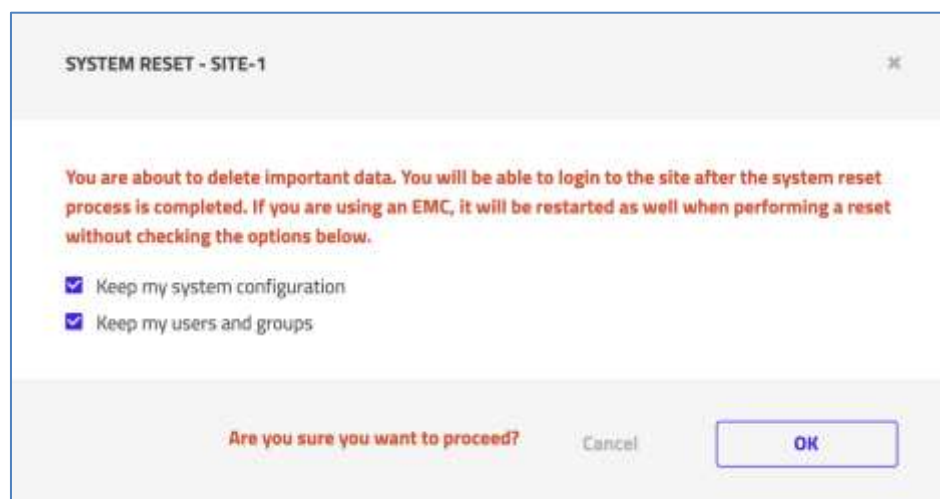 SYSTEM RESET - SITE-1
You are about to delete important data. You will be able to login to the site after the system reset
process is completed. If you are using an EMC, it will be restarted as well when performing a reset
without checking the options below.
Keep my system configuration
Keep my users and groups
Are you sure you want to proceed? Cancel OK